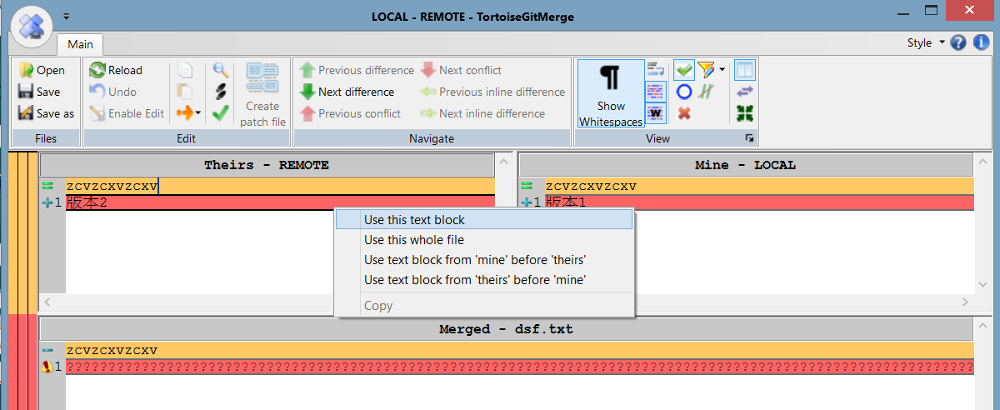 LOCAL - REMOTE - TortoiseGitMerge
Main
Style
Open
Save
Save as
Files
Reload
Undo
Enable Edit
Create
patch file
Edit
Previous difference
Next difference
Previous conflict
Next conflict
Previous inline difference
Next inline difference
Navigate
Show
Whitespaces
View
Theirs - REMOTE
zcvzcxvzcxv
1 版本2
Mine - LOCAL
zcvzcxvzcxv
1 版本1
Use this text block
Use this whole file
Use text block from 'mine' before 'theirs'
Use text block from 'theirs' before 'mine'
Copy
Merged - dsf.txt
zcvzcxvzcxv
1 ?????????????????????????????????????????????????????????????????????????????????????????????????????????????